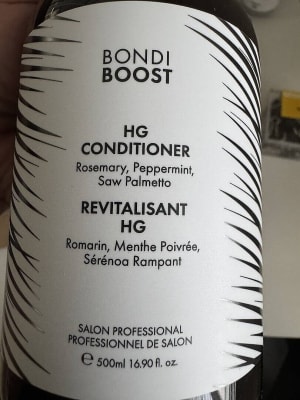 BONDI
BOOST
HG
CONDITIONER
Rosemary, Peppermint,
Saw Palmetto
REVITALISANT
HG
Romarin, Menthe Poivrée,
Sérénoa Rampant
SALON PROFESSIONAL
PROFESSIONNEL DE SALON
℮ 500ml 16.90 fl. oz.